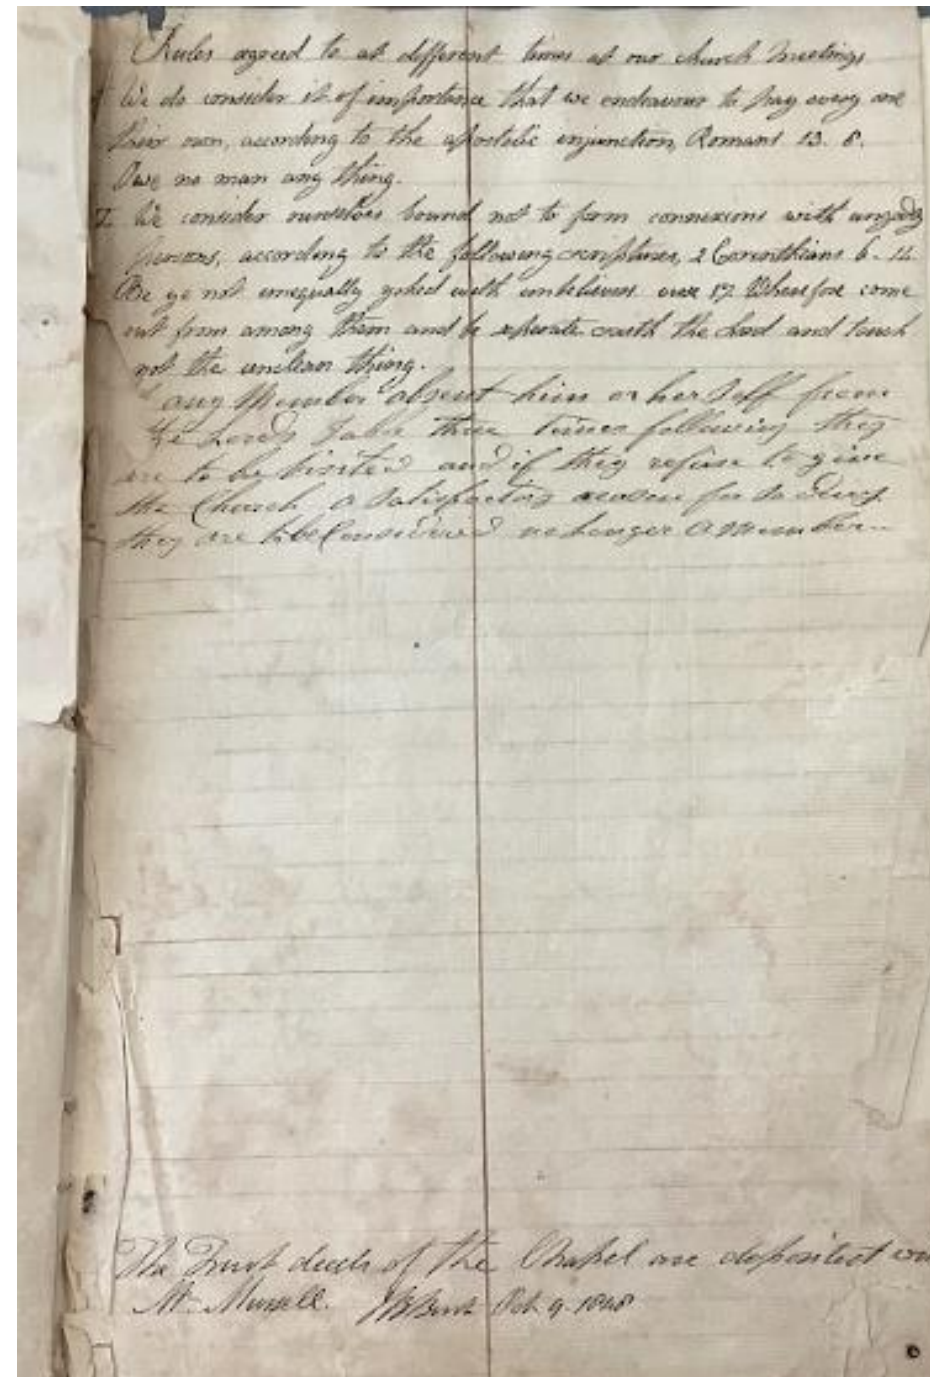 Rules agreed to at different times at our church meetings
1 We do consider it of importance that we endeavour to pay every one
their own, according to the apostolic injunction, Romans 13. 8.
Owe no man any thing.
2 We consider ourselves bound not to form connexions with ungodly
persons, according to the following scriptures, 2 Corinthians 6-14
Be ye not unequally yoked with unbelievers verse 17 Wherefore come
out from among them and be seperate saith the Lord and touch
not the unclean thing.
any Member absent him or herself from
the Lords Table three times following they
are to be visited and if they refuse to give
the Church a satisfactory reason for so doing
they are to be Considered no longer a Member
The Trust deeds of the Chapel are deposited
Mr. 9. 1848